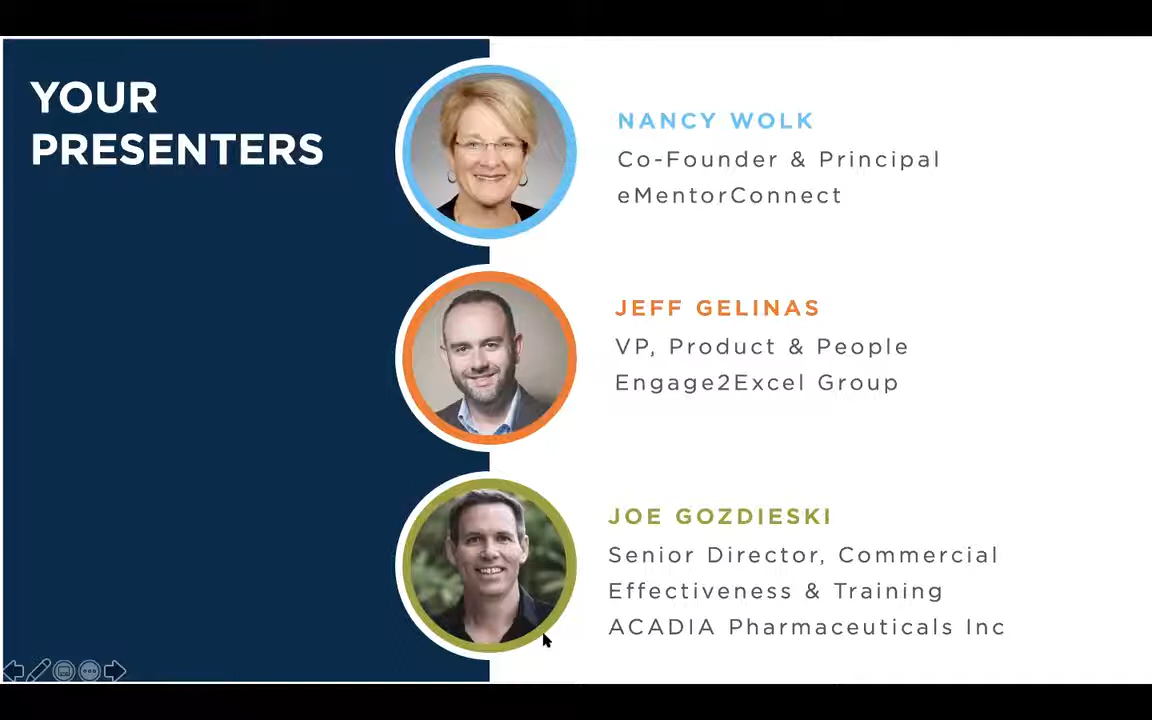 YOUR
PRESENTERS
NANCY WOLK
Co-Founder & Principal
eMentorConnect
JEFF GELINAS
VP, Product & People
Engage2Excel Group
JOE GOZDIESKI
Senior Director, Commercial
Effectiveness & Training
ACADIA Pharmaceuticals Inc